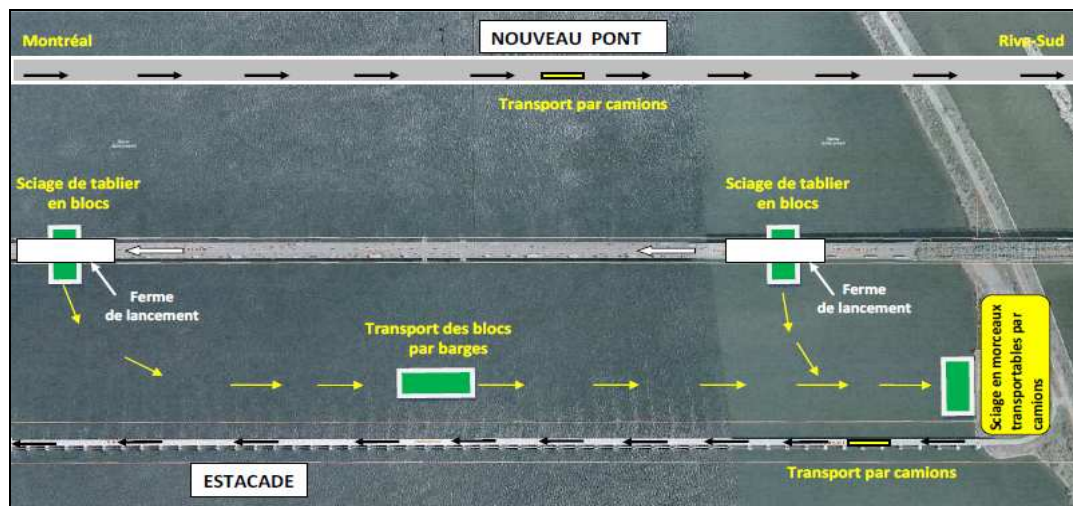 NOUVEAU PONT
Montréal
Rive-Sud
Transport par camions
Sciage de tablier
en blocs
Sciage de tablier
en blocs
Ferme
de lancement
Ferme
de lancement
Transport des blocs
par barges
Sciage en morceaux
transportables par
camions
ESTACADE
Transport par camions